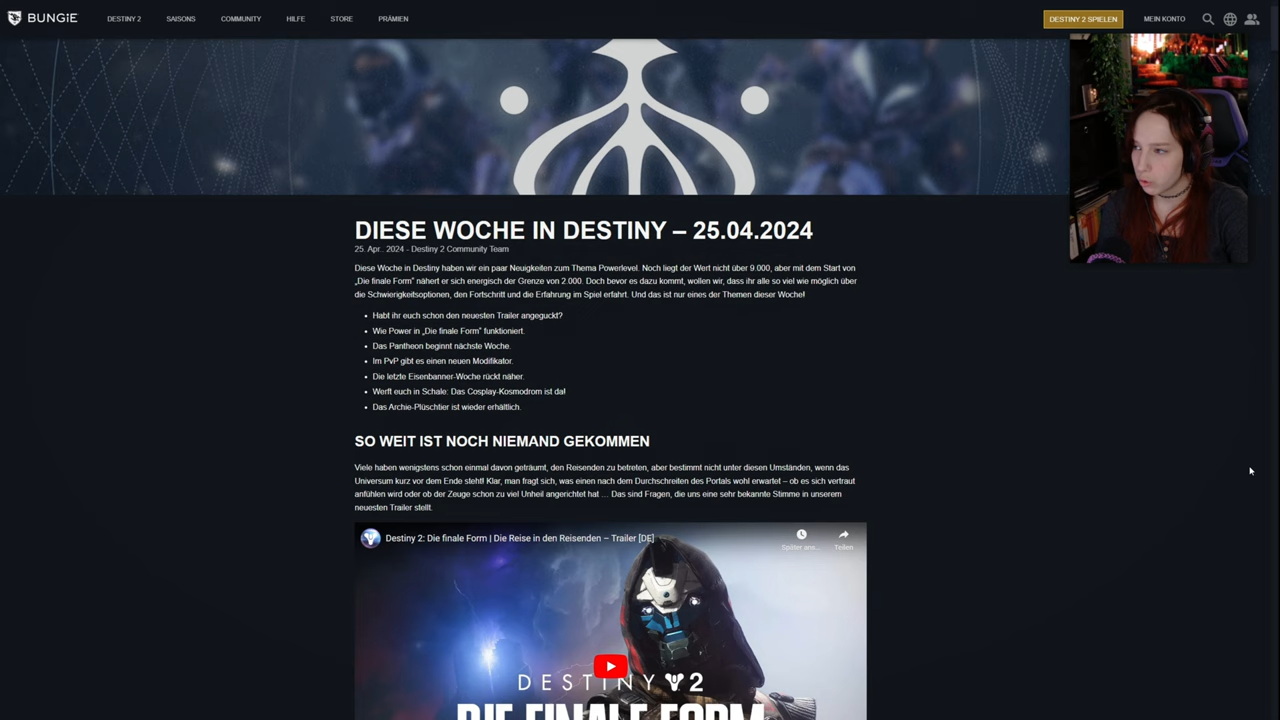 BUNGiE
DESTINY 2
SAISONS
COMMUNITY
HILFE
STORE
PRÄMIEN
DESTINY 2 SPIELEN
MEIN KONTO
DIESE WOCHE IN DESTINY – 25.04.2024
25. Apr.. 2024 - Destiny 2 Community Team
Diese Woche in Destiny haben wir ein paar Neuigkeiten zum Thema Powerlevel. Noch liegt der Wert nicht über 9.000, aber mit dem Start von
„Die finale Form" nähert er sich energisch der Grenze von 2.000. Doch bevor es dazu kommt, wollen wir, dass ihr alle so viel wie möglich über
die Schwierigkeitsoptionen, den Fortschritt und die Erfahrung im Spiel erfahrt. Und das ist nur eines der Themen dieser Woche!
• Habt ihr euch schon den neuesten Trailer angeguckt?
• Wie Power in „Die finale Form" funktioniert.
• Das Pantheon beginnt nächste Woche.
• Im PvP gibt es einen neuen Modifikator.
• Die letzte Eisenbanner-Woche rückt näher.
• Werft euch in Schale: Das Cosplay-Kosmodrom ist da!
• Das Archie-Plüschtier ist wieder erhältlich.
SO WEIT IST NOCH NIEMAND GEKOMMEN
Viele haben wenigstens schon einmal davon geträumt, den Reisenden zu betreten, aber bestimmt nicht unter diesen Umständen, wenn das
Universum kurz vor dem Ende steht! Klar, man fragt sich, was einen nach dem Durchschreiten des Portals wohl erwartet – ob es sich vertraut
anfühlen wird oder ob der Zeuge schon zu viel Unheil angerichtet hat … Das sind Fragen, die uns eine sehr bekannte Stimme in unserem
neuesten Trailer stellt.
Destiny 2: Die finale Form | Die Reise in den Reisenden – Trailer [DE]
Später ans...
Teilen
DESTINY 2
DIE FINALE FORM